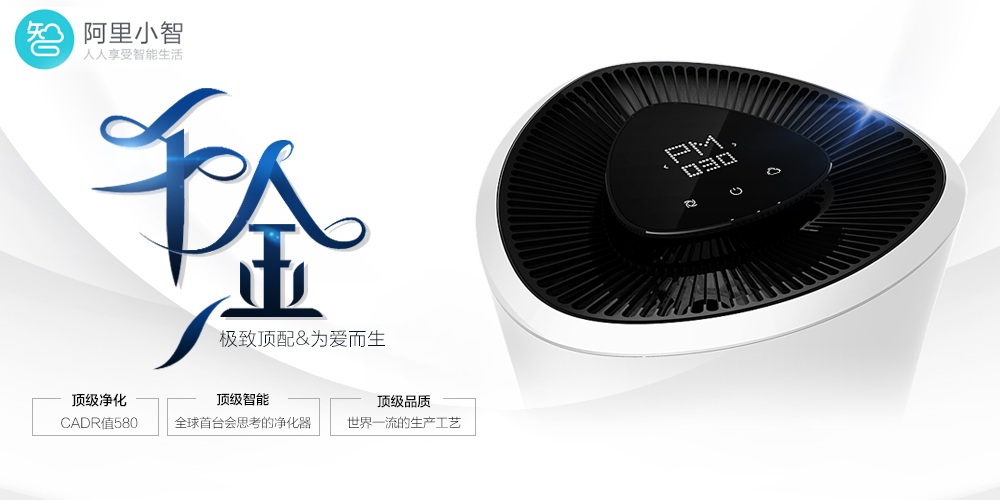 智
阿里小智
人人享受智能生活
千金
极致顶配&为爱而生
顶级净化
CADR值580
顶级智能
全球首台会思考的净化器
顶级品质
世界一流的生产工艺
PM
030